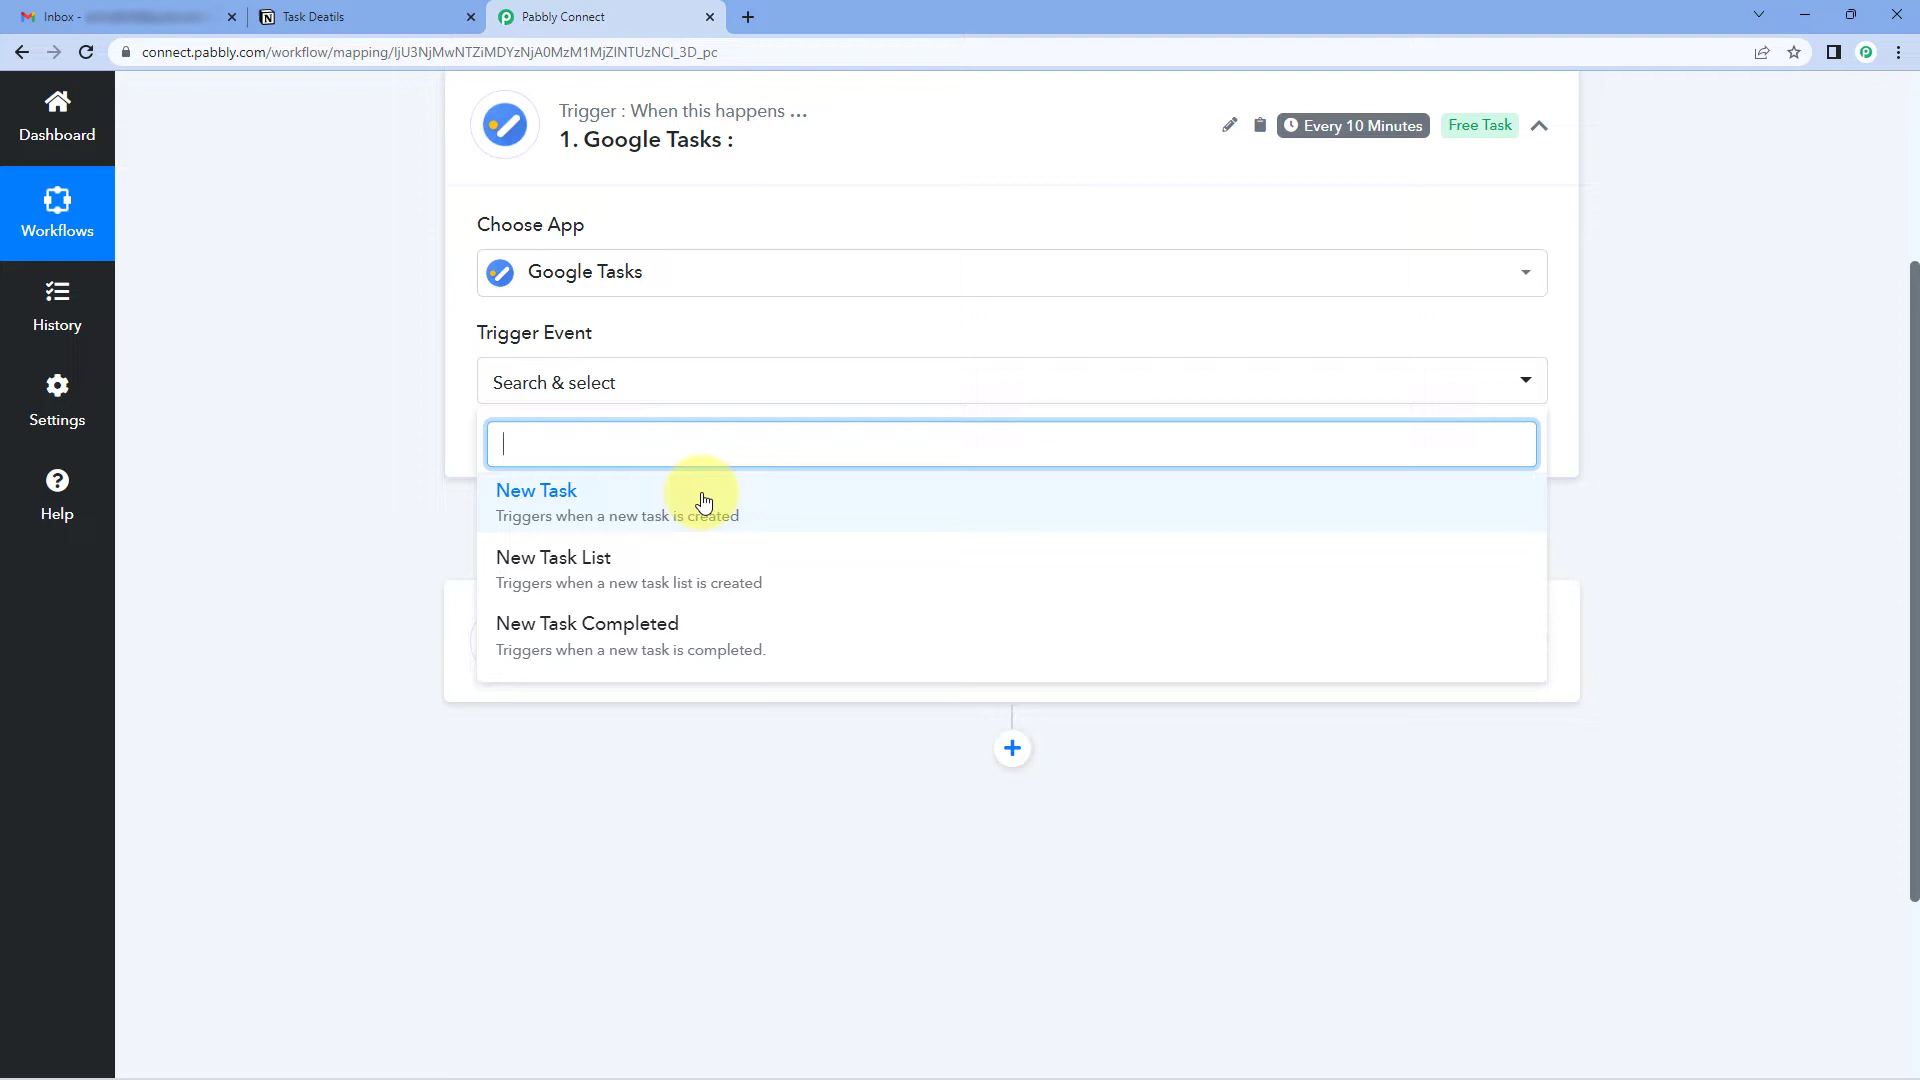 Inbox -
Task Deatils
Pabbly Connect
connect.pabbly.com/workflow/mapping/IjU3NjMwNTZiMDYzNjA0MzM1MjZlNTUzNCI_3D_pc
Dashboard
Workflows
History
Settings
Help
Trigger : When this happens ...
1. Google Tasks :
Every 10 Minutes
Free Task
Choose App
Google Tasks
Trigger Event
Search & select
New Task
Triggers when a new task is created
New Task List
Triggers when a new task list is created
New Task Completed
Triggers when a new task is completed.